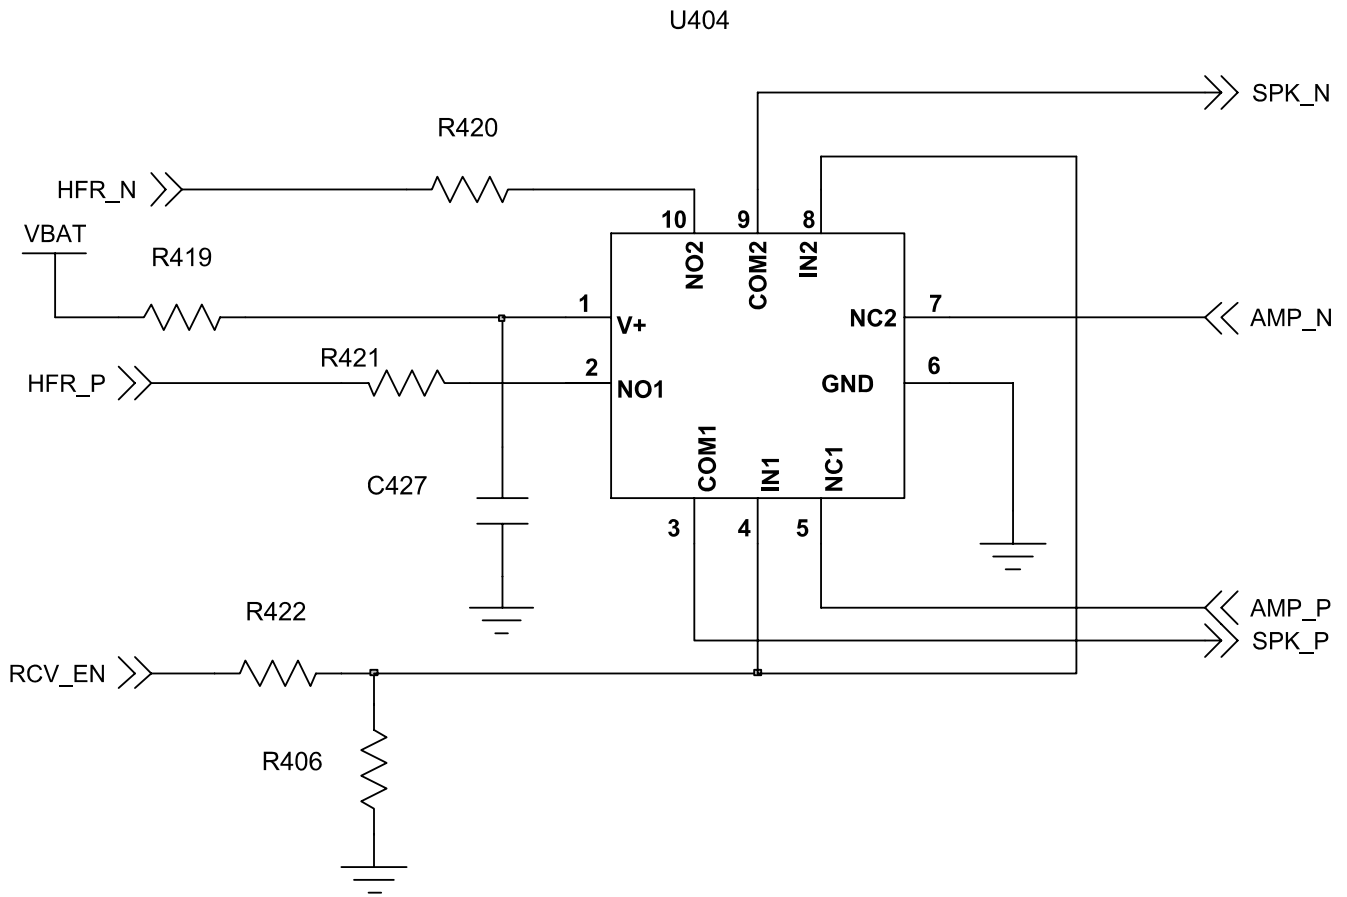 U404
SPK_N
R420
HFR_N
10
9
8
VBAT
R419
NO2
COM2
IN2
1
V+
7
NC2
AMP_N
R421
HFR_P
2
NO1
6
GND
COM1
IN1
NC1
C427
3
4
5
R422
AMP_P
SPK_P
RCV_EN
R406